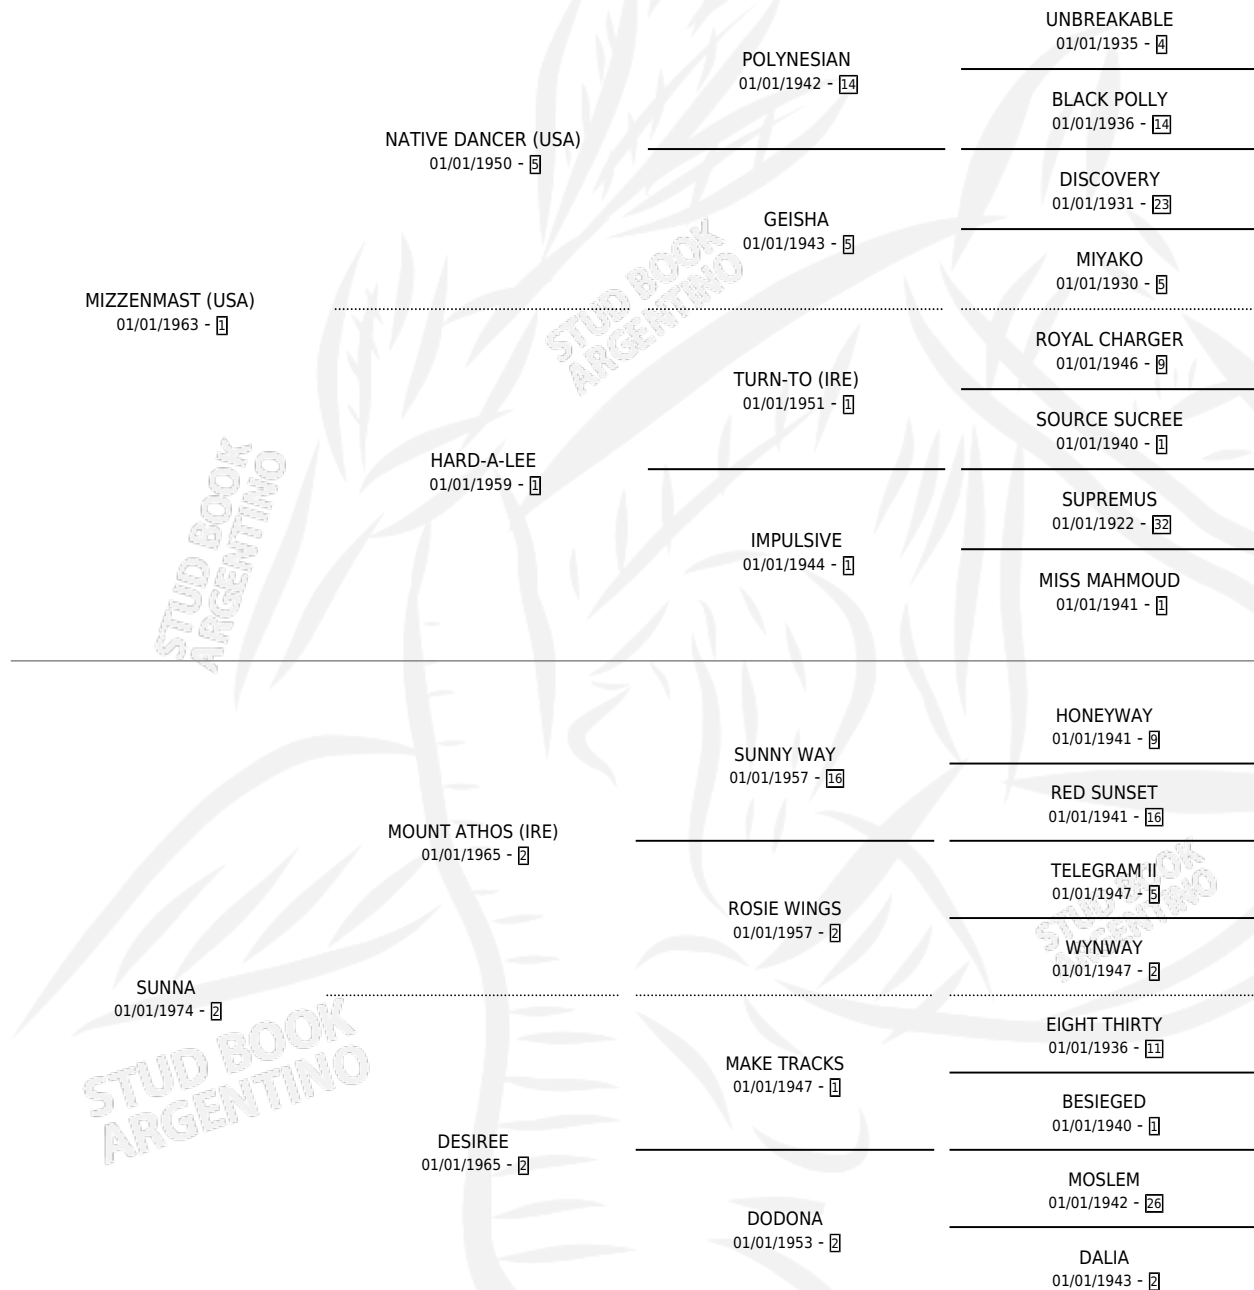 UNBREAKABLE
01/01/1935 - 4
POLYNESIAN
01/01/1942 - 14
BLACK POLLY
01/01/1936 - 14
NATIVE DANCER (USA)
01/01/1950 - 5
DISCOVERY
01/01/1931 - 23
GEISHA
01/01/1943 - 5
MIYAKO
01/01/1930 - 5
STUD BOOK
ARGENTINO
MIZZENMAST (USA)
01/01/1963 - 1
ROYAL CHARGER
01/01/1946 - 9
TURN-TO (IRE)
01/01/1951 - 1
SOURCE SUCREE
01/01/1940 - 1
HARD-A-LEE
01/01/1959 - 1
SUPREMUS
01/01/1922 - 32
IMPULSIVE
01/01/1944 - 1
MISS MAHMOUD
01/01/1941 - 1
STUD BOOK
ARGENTINO
HONEYWAY
01/01/1941 - 9
SUNNY WAY
01/01/1957 - 16
RED SUNSET
01/01/1941 - 16
MOUNT ATHOS (IRE)
01/01/1965 - 2
TELEGRAM II
01/01/1947 - 5
ROSIE WINGS
01/01/1957 - 2
WYNWAY
01/01/1947 - 2
STUD BOOK
ARGENTINO
SUNNA
01/01/1974 - 2
EIGHT THIRTY
01/01/1936 - 11
MAKE TRACKS
01/01/1947 - 1
BESIEGED
01/01/1940 - 1
STUD BOOK
ARGENTINO
DESIREE
01/01/1965 - 2
MOSLEM
01/01/1942 - 26
DODONA
01/01/1953 - 2
DALIA
01/01/1943 - 2